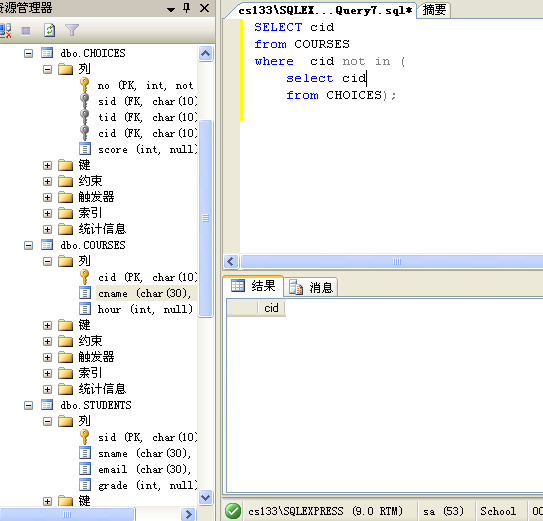 资源管理器
cs133\SQLEX...Query7.sql* 摘要
dbo.CHOICES
列
no (PK, int, not
sid (FK, char(10)
tid (FK, char(10)
cid (FK, char(10)
score (int, null)
键
约束
触发器
索引
统计信息
dbo.COURSES
列
cid (PK, char(10)
cname (char(30),
hour (int, null)
键
约束
触发器
索引
统计信息
dbo.STUDENTS
列
sid (PK, char(10)
sname (char(30),
email (char(30),
grade (int, null)
键
SELECT cid
from COURSES
where cid not in (
select cid
from CHOICES);
结果 消息
cid
cs133\SQLEXPRESS (9.0 RTM) sa (53) School